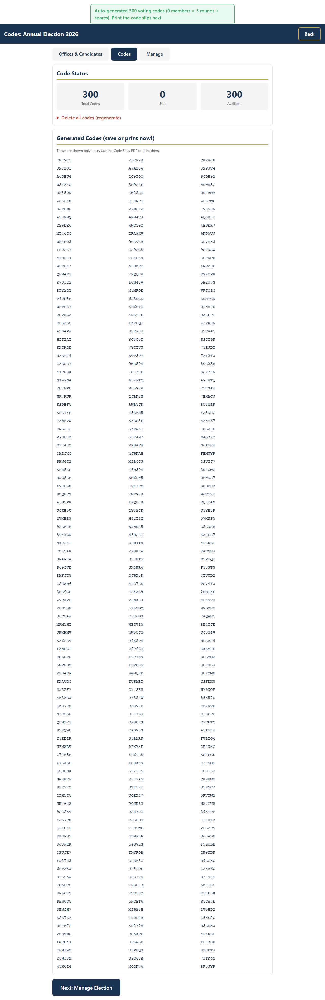 Auto-generated 300 voting codes (0 members × 3 rounds +
spares). Print the code slips next.
Codes: Annual Election 2026
Back
Offices & Candidates
Codes
Manage
Code Status
300
0
300
Total Codes
Used
Available
▶ Delete all codes (regenerate)
Generated Codes (save or print now!)
These are shown only once. Use the Code Slips PDF to print them.
7N7GK5 2BER2K CKXVJB
3XJ2UT A7AZ34 JXPJV4
A6QBU4 CG9PQQ 9CDH9M
W3FZ4Q 3M9CZP MHWH5G
UA88UN 4W22RZ UH4RMA
Z83UYK Q9HNFG ZD67WD
9JPHWH VYWC7Z 7VZNHN
49HNMQ ANM4VJ AQ6B53
Y26DE6 WWGYYY 4BPER7
MT46GQ DRA9KV 6NP5UJ
WA4DU3 9GZVZB QQVMK3
FCUGSY ZS9CC8 9SFNAW
MYMPJ4 6SYHR8 GSEKCH
WDP6X7 N6UKPE XNC2Z6
QEW4T3 ENQQUV RXZ2PR
K7UJ22 TGN43V 5HZU7S
RPY2DY N5MRQE VKCQZQ
V4UD8R 6J3HCK ZHMYCN
WRTBGY KK6RYZ UPNH4K
BUVXZA AN659P SAZFPQ
EH3A5S TKPHQT 62VXHN
4ZB4PW HUEFUU J2VV45
HZTZAT 9G8Q8Y SSGX6F
KXGKDD 7YCTUU 75EJDW
NZAAF4 NTT3PY 7AY2YJ
GZEUDY 9WD59M 8UR25B
Y4CDQX FGJZE6 8J27KN
NXZGN4 W92FTM AG8HTQ
2UKFPH Z85G7V E9KS4W
WK7KUR GJBN2W 7BHACJ
KSPBF5 6WB3JR R88MZK
XCGTYK E5EMM5 YX3NUG
TZNFVW XZRS3P AAKM67
ENG2JC KKTWAT 7QGZHF
VP9BJM K6FAM7 MA63XY
MT7A8Z ZN9AFW N649EW
QMZJXQ 4J6NAH FBMUYR
PHN4C2 MZBGG3 QSUYJ7
XBQ8SS 48W39M 2N4QWZ
HJC8ZR NM6QW5 UEWXA7
FVRHZK SNXYPM 3QDBUZ
ZCQKCX EWTG7R WJV9X3
43G9PR TEQDJB DQR24M
UCKB5U GY82GK J5YB3R
2VXER9 H42T6X 57XNS5
9AREJB WJMNS5 Q2GNHB
8TKYZW N6UJHC KACPA7
NXR2YT X5W4T8 4F6X6Q
7CJC4R 2E9KR4 KACNNJ
HGAP7A B8JET9 M9PUQ3
P69QVD 3XQWR4 F553T3
RMFJG3 QJ6X5R 8TUUD2
G2GWW6 MHC7BS VSV4YJ
3US9ZE 4SXAG9 2RMQXE
ZVCWV6 22NXSJ DDANVJ
D8S53N 5R6CGM ZVDZN2
36C5AW D986G8 7AQAN5
MKM3HT WBCVZ5 RE4TJE
JWXHMV 4W58CG JG5M6V
XZ6GZV J9K2PM NDARJ9
PANEZT Z5C66Q KXAMRF
EQZ6TH T6C7N9 3HGYMA
5MVKSM TDVUN9 J8H86J
XSU4DP VGMQND 98YYMN
KXAVDC TUSMBT YSFDK8
85ZZF7 Q77SE8 W76NQF
AM3XRJ BF32JW 88K57U
QKB7R8 3AQV7D CMYRVB
N29M5H H5776U J366PU
QDW2Y3 KE9UHG Y7CFTC
Z2YQZH D4BVSS 45498W
Y5EDZR 38BAR9 FVZZQ6
UFNWRV 6PXY3F CB4N8G
C7JF5R YB6TB8 XS4FCS
673W5D TGDXR9 C25NMG
QRDRMX KE2P95 7SST32
GWHREF Y877A5 CKZHW2
ZSEYFZ RTK3XT H9YNC7
CPH3C5 UQEX47 5RVTWM
HW7622 BQHN62 N27GU8
9SZ2XV RAHYUZ 29XTPF
DJ67CK YRGEDS 737V2Z
QFYDYP 6699WF 2DG2P9
KKDPU9 NBWFKP HJ54DN
9J9WKK 54SVEG F9ZUBH
QFUJE7 TXYRQB GW9NDF
PJ27H3 QRBM3C R9BCKQ
6GTZXJ JP8PQF GZKR6Q
9535AW UHQY24 9ZX4KG
TQAFCS 6NQHJ3 5KXC8S
9G667C EVD35Y T38F6K
PENVQ8 5NGBT6 S3GA7E
8ENGH7 MZ628H DV5HP2
K2E7SA GJUQ4B G8KS2Q
UG4E7P XN2Y7A R3BKNJ
2MQ5WR 3CAXP6 4F4X6P
PWRD44 HF6WGD FDR3SH
TEMTZM 8ZPDQ8 8ZUDTJ
DQWJJM JYD63B 7PTK4Y
48H6Z4 NQDN76 RK5JYR
Next: Manage Election